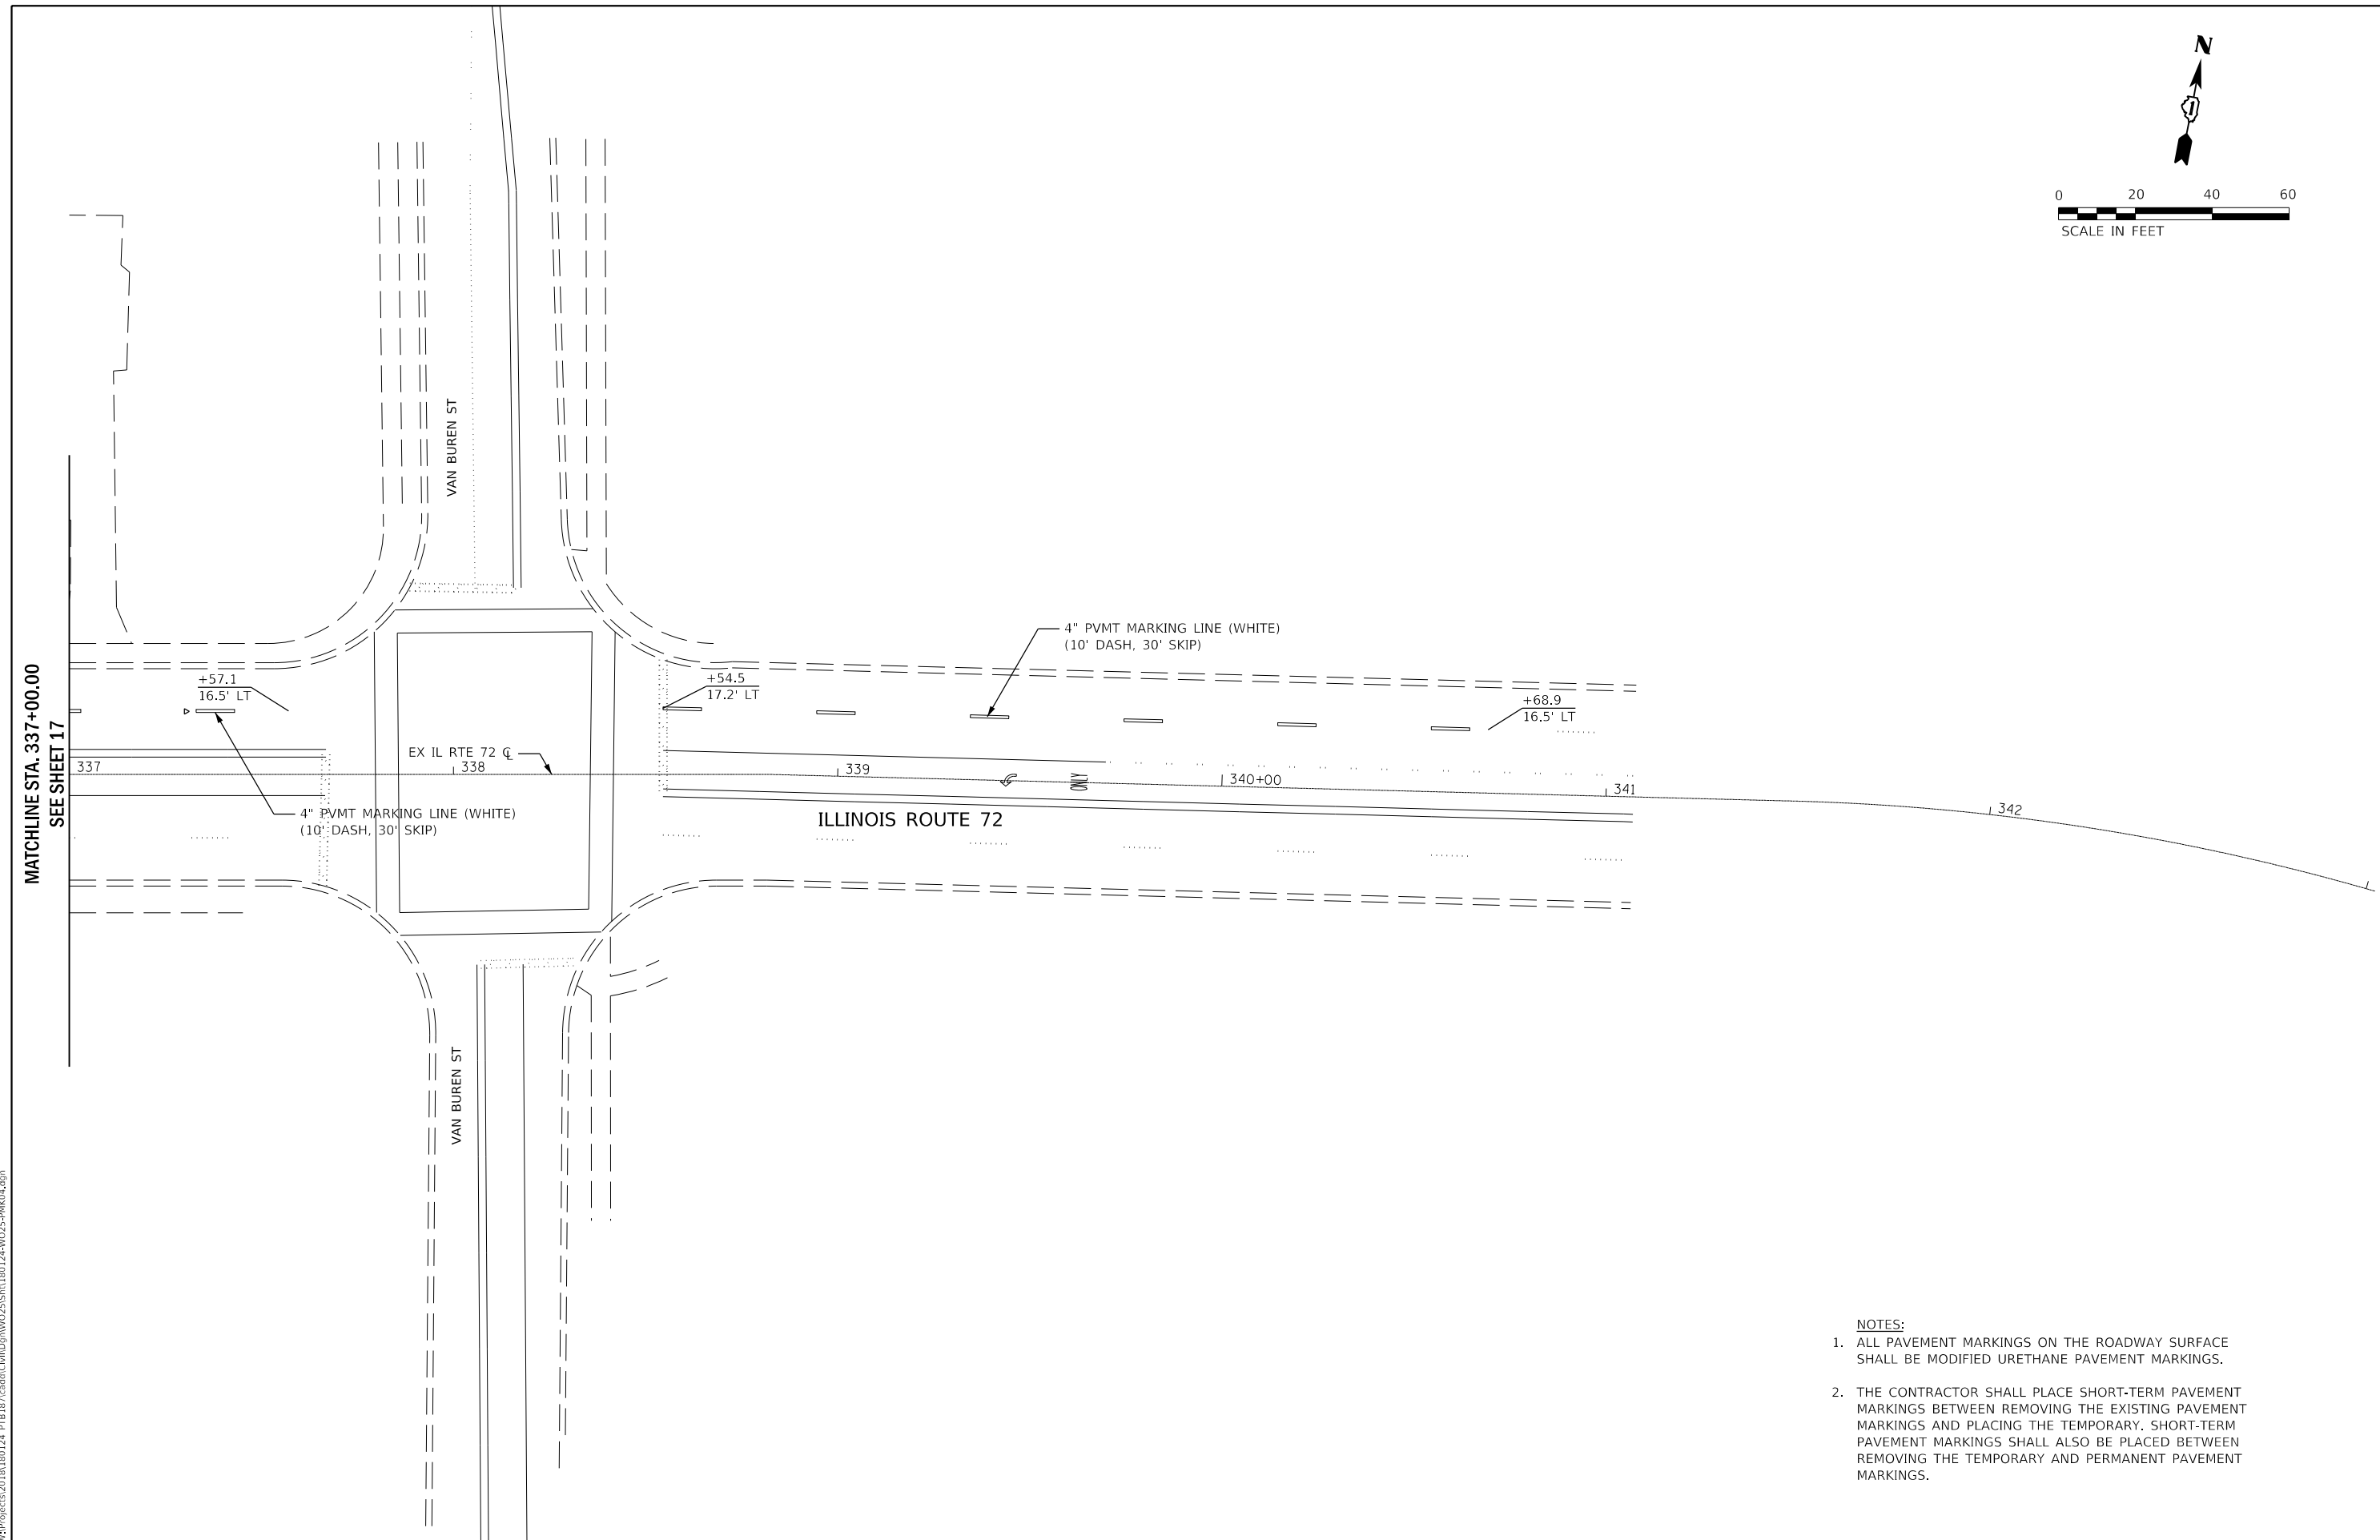 N
1
0 20 40 60
SCALE IN FEET
VAN BUREN ST
MATCHLINE STA. 337+00.00
SEE SHEET 17
+57.1
16.5' LT
4" PVMT MARKING LINE (WHITE)
(10' DASH, 30' SKIP)
+54.5
17.2' LT
+68.9
16.5' LT
EX IL RTE 72 ℄
337 338 339 340+00 341 342
ONLY
4" PVMT MARKING LINE (WHITE)
(10' DASH, 30' SKIP)
ILLINOIS ROUTE 72
VAN BUREN ST
NOTES:
1. ALL PAVEMENT MARKINGS ON THE ROADWAY SURFACE
SHALL BE MODIFIED URETHANE PAVEMENT MARKINGS.
2. THE CONTRACTOR SHALL PLACE SHORT-TERM PAVEMENT
MARKINGS BETWEEN REMOVING THE EXISTING PAVEMENT
MARKINGS AND PLACING THE TEMPORARY. SHORT-TERM
PAVEMENT MARKINGS SHALL ALSO BE PLACED BETWEEN
REMOVING THE TEMPORARY AND PERMANENT PAVEMENT
MARKINGS.